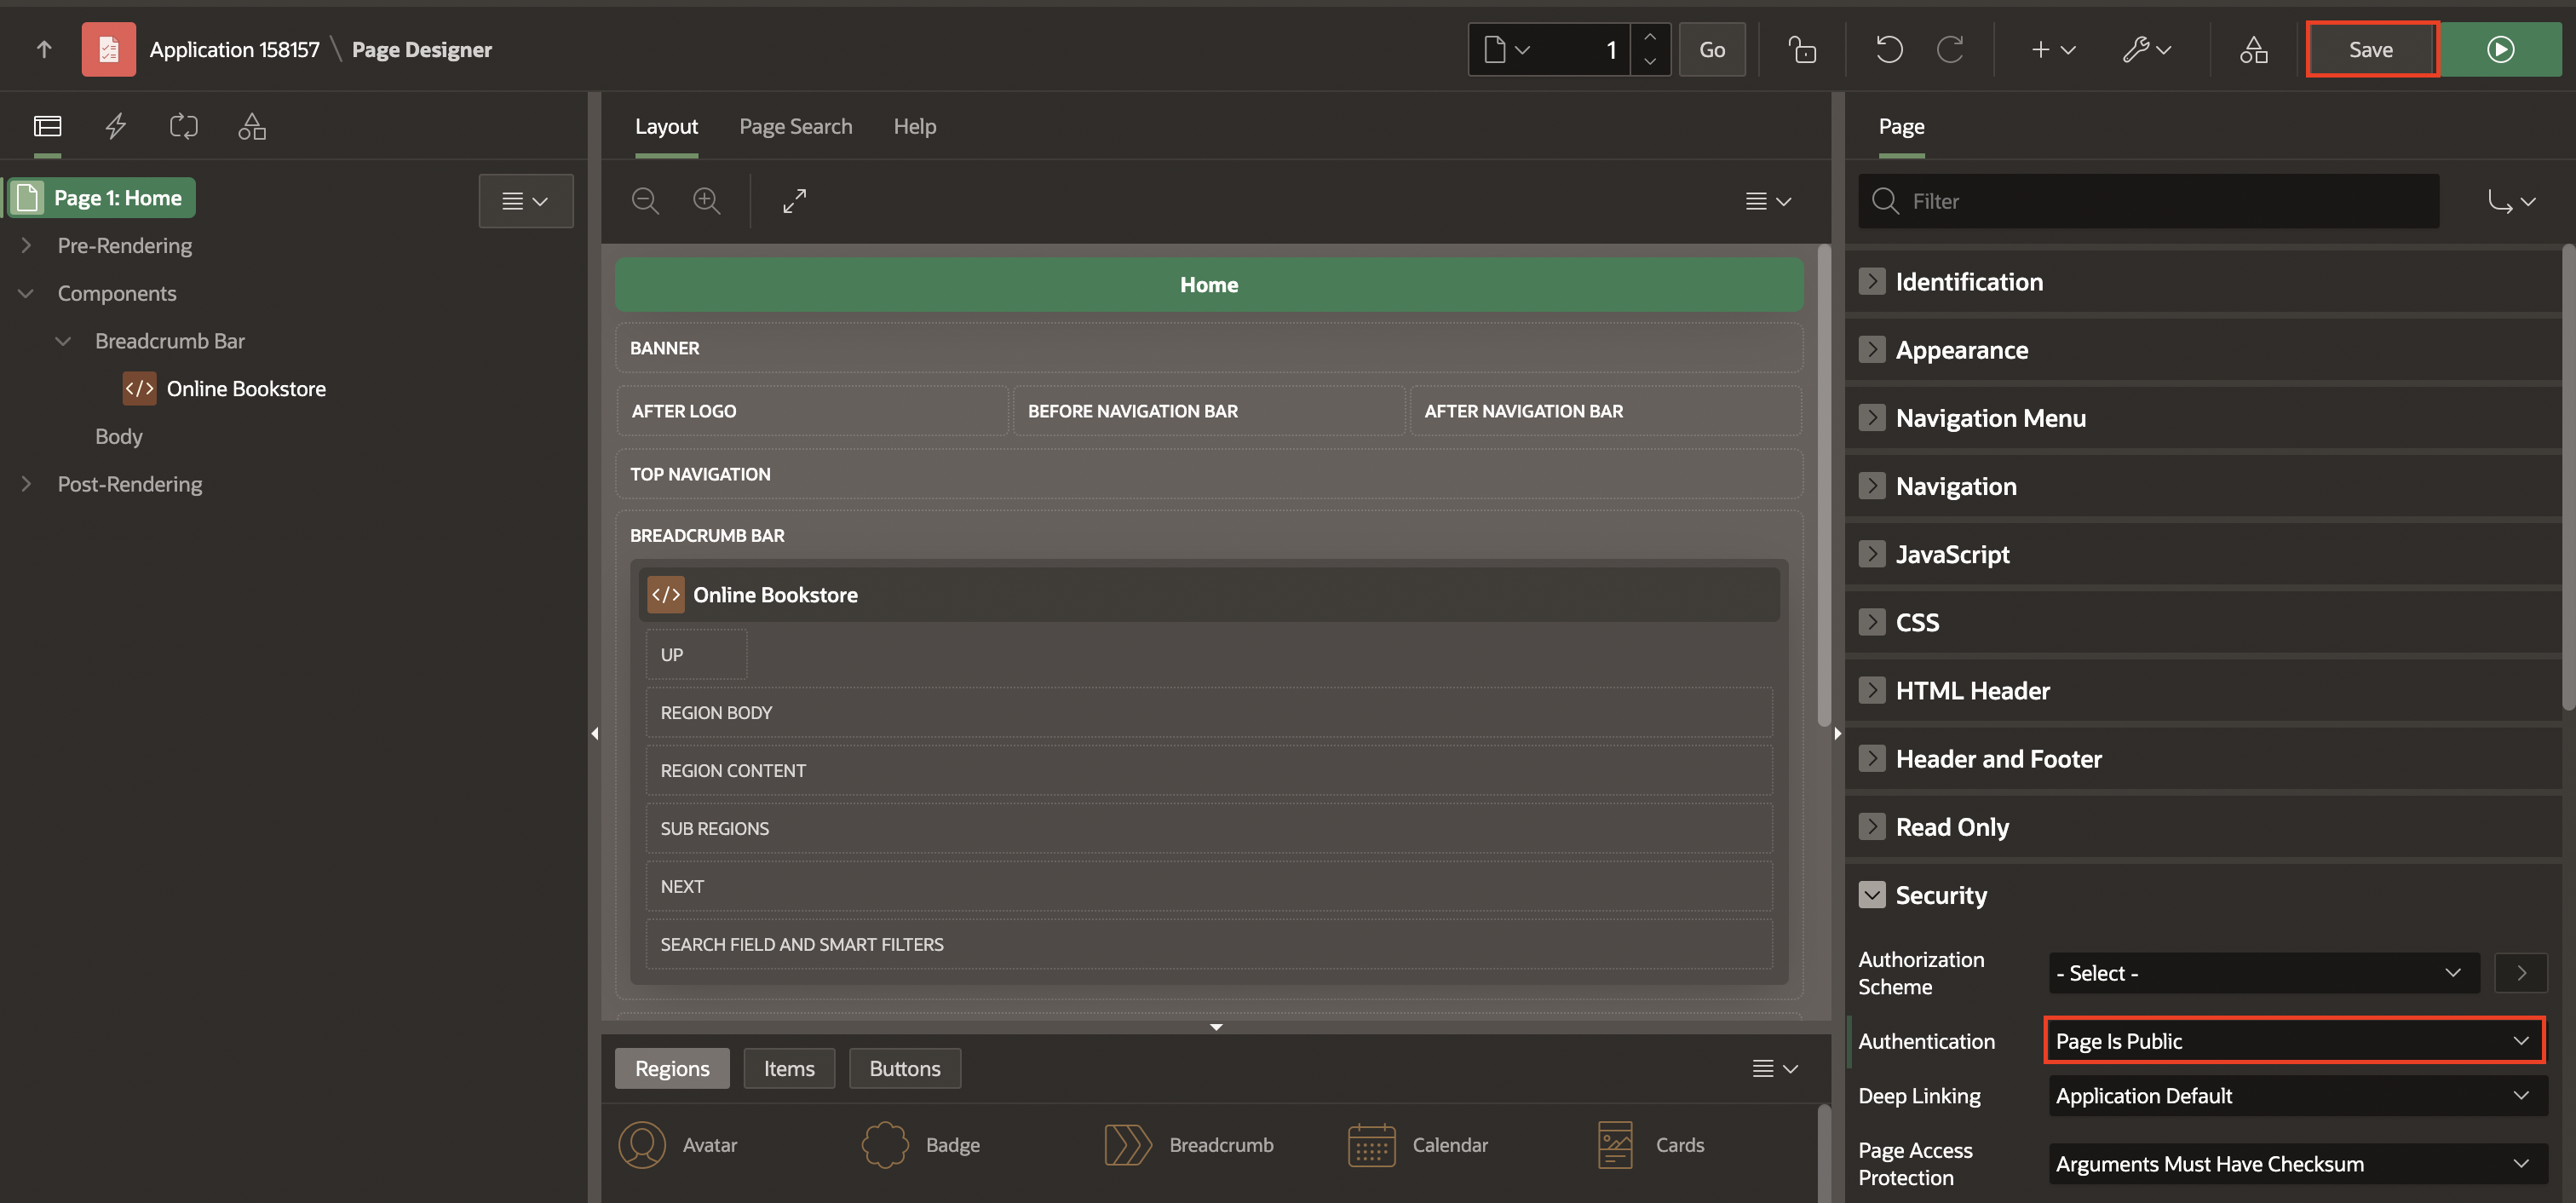 Application 158157 \ Page Designer
1
Go
Save
Layout
Page Search
Help
Page
Page 1: Home
Filter
Pre-Rendering
Components
Breadcrumb Bar
</> Online Bookstore
Body
Post-Rendering
Home
BANNER
AFTER LOGO
BEFORE NAVIGATION BAR
AFTER NAVIGATION BAR
TOP NAVIGATION
BREADCRUMB BAR
</> Online Bookstore
UP
REGION BODY
REGION CONTENT
SUB REGIONS
NEXT
SEARCH FIELD AND SMART FILTERS
Regions
Items
Buttons
Avatar
Badge
Breadcrumb
Calendar
Cards
Identification
Appearance
Navigation Menu
Navigation
JavaScript
CSS
HTML Header
Header and Footer
Read Only
Security
Authorization
Scheme
- Select -
Authentication
Page Is Public
Deep Linking
Application Default
Page Access
Protection
Arguments Must Have Checksum